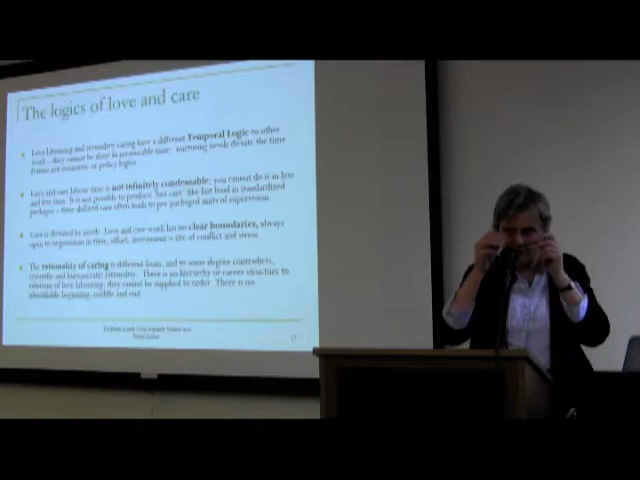 The logics of love and care
Love labouring and secondary caring have a different Temporal Logic to other
work - they cannot be done in measurable time - nurturing needs dictate the time
frames not economic or policy logics
Love and care labour time is not infinitely condensable; you cannot do it in less
and less time. It is not possible to produce 'hot care' like fast food in standardized
packages - time defined care often leads to pre packaged units of supervision
Care is dictated by needs. Love and care work has no clear boundaries, always
open to negotiation in time, effort, investment - site of conflict and stress
The rationality of caring is different from, and to some degree contradicts,
scientific and bureaucratic rationality. There is no hierarchy or career structure to
relations of love labouring; they cannot be supplied to order. There is no
identifiable beginning, middle and end
Equality Studies
Social Justice
17